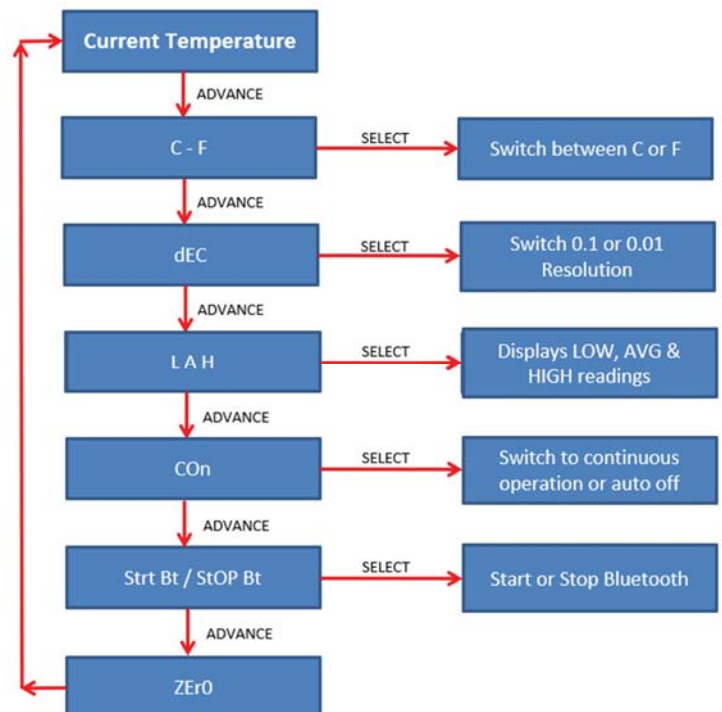 Current Temperature
ADVANCE
C - F
SELECT
Switch between C or F
ADVANCE
dEC
SELECT
Switch 0.1 or 0.01
Resolution
ADVANCE
L A H
SELECT
Displays LOW, AVG &
HIGH readings
ADVANCE
COn
SELECT
Switch to continuous
operation or auto off
ADVANCE
Strt Bt / StOP Bt
SELECT
Start or Stop Bluetooth
ADVANCE
ZEr0